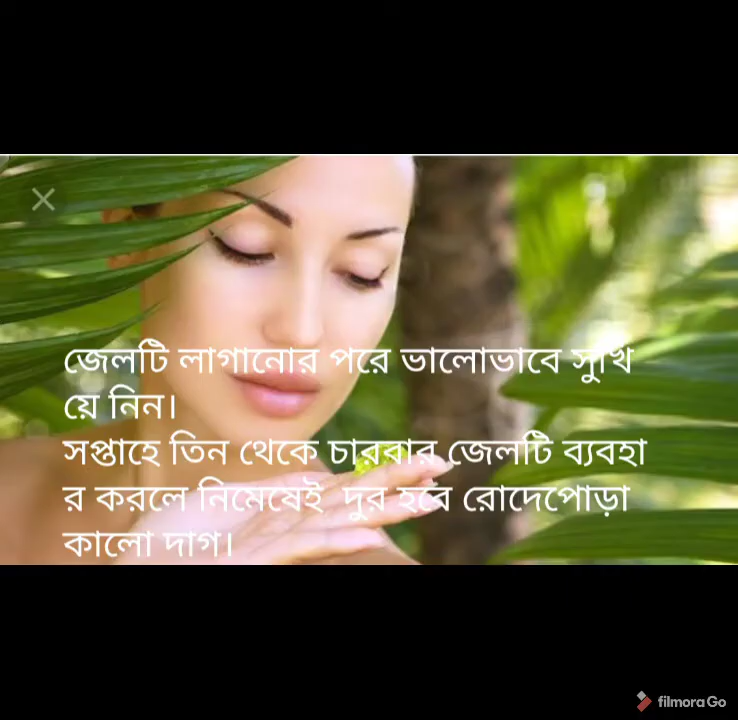 জেলটি লাগানোর পরে ভালোভাবে সুখি
য়ে নিন।
সপ্তাহে তিন থেকে চারবার জেলটি ব্যবহা
র করলে নিমেষেই  দুর হবে রোদেপোড়া
কালো দাগ।
filmoraGo